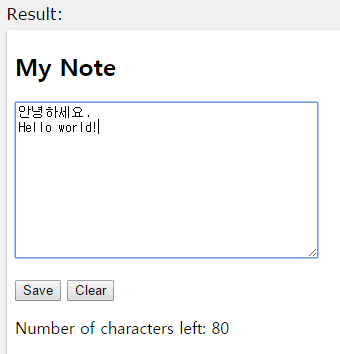 Result:
My Note
안녕하세요.
Hello world!
Save Clear
Number of characters left: 80